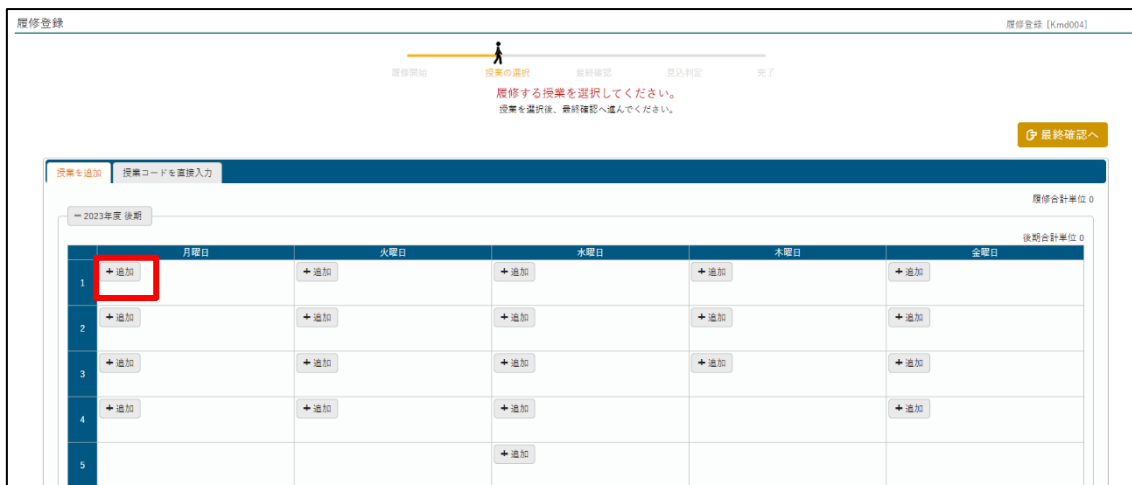 履修登録
履修登録 [Kmd004]
履修開始 授業の選択 最終確認 見込判定 完了
履修する授業を選択してください。
授業を選択後、最終確認へ進んでください。
最終確認へ
授業を追加 授業コードを直接入力
履修合計単位 0
2023年度 後期
後期合計単位 0
月曜日 火曜日 水曜日 木曜日 金曜日
1 +追加 +追加 +追加 +追加 +追加
2 +追加 +追加 +追加 +追加 +追加
3 +追加 +追加 +追加 +追加 +追加
4 +追加 +追加 +追加 +追加
5 +追加